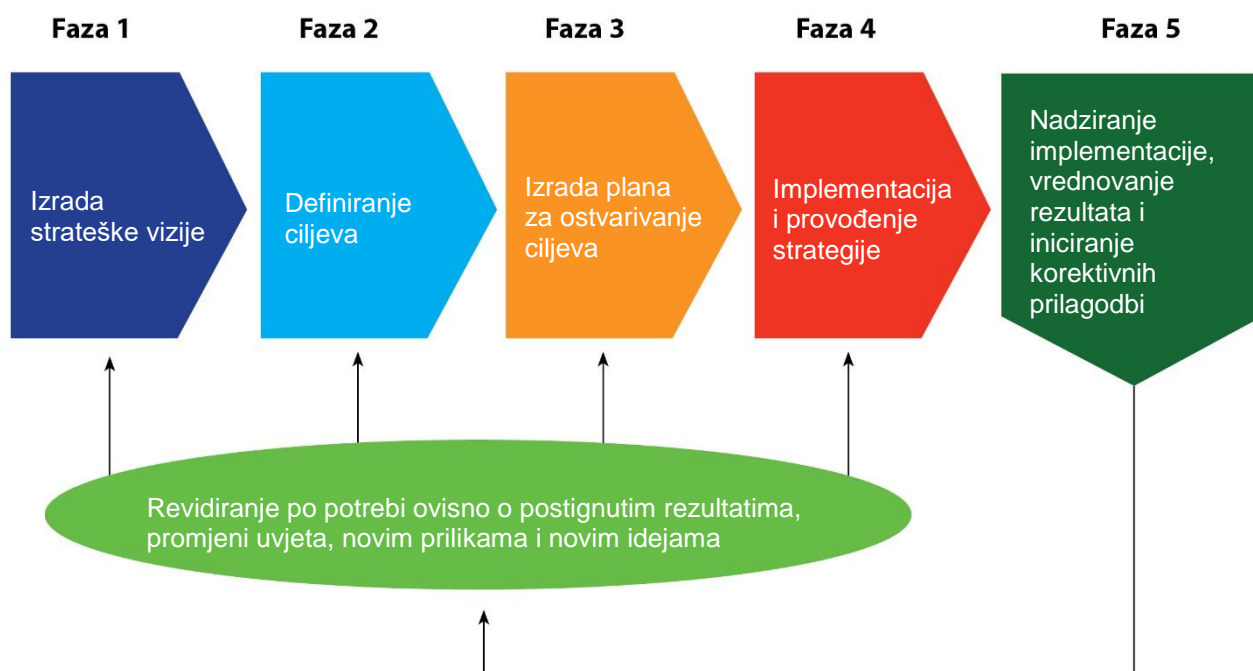 Faza 1
Faza 2
Faza 3
Faza 4
Faza 5
Izrada
strateške vizije
Definiranje
ciljeva
Izrada plana
za ostvarivanje
ciljeva
Implementacija
i provođenje
strategije
Nadziranje
implementacije,
vrednovanje
rezultata i
iniciranje
korektivnih
prilagodbi
Revidiranje po potrebi ovisno o postignutim rezultatima,
promjeni uvjeta, novim prilikama i novim idejama